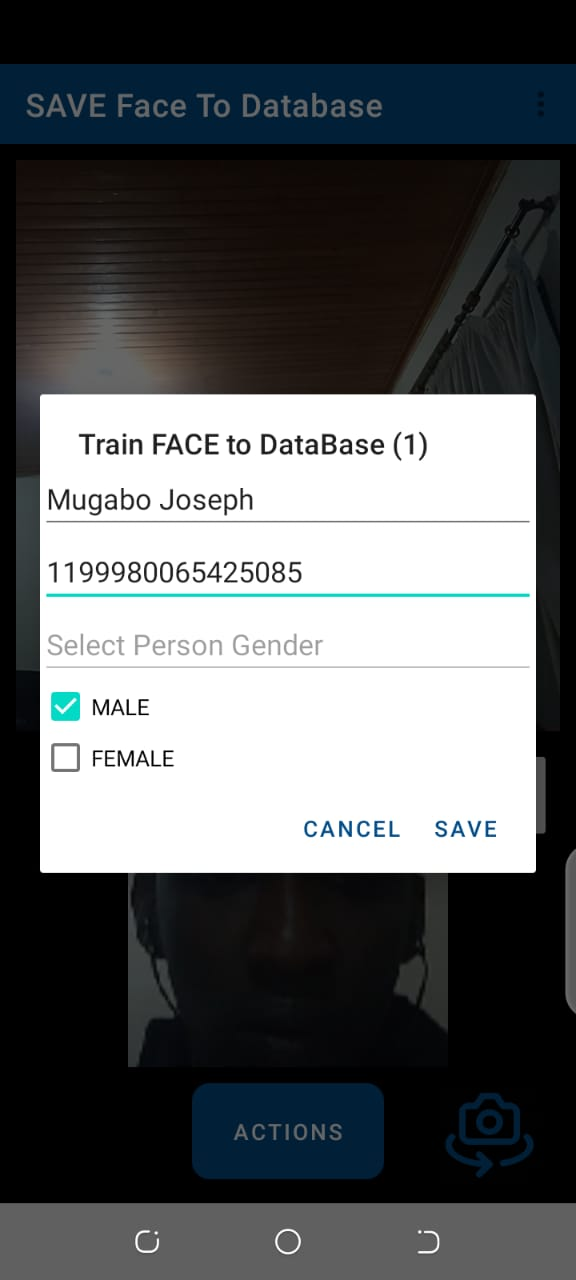 SAVE Face To Database
Train FACE to DataBase (1)
Mugabo Joseph
1199980065425085
Select Person Gender
MALE
FEMALE
CANCEL SAVE
ACTIONS